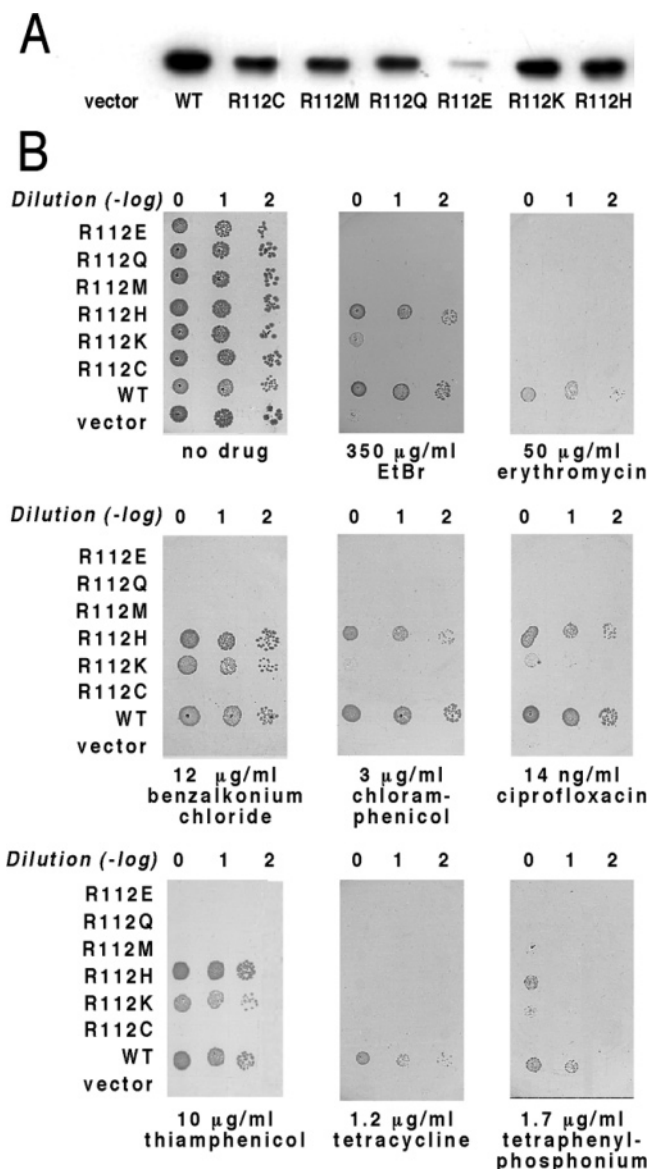 A
vector WT R112C R112M R112Q R112E R112K R112H
B
Dilution (-log) 0 1 2 0 1 2 0 1 2
R112E
R112Q
R112M
R112H
R112K
R112C
WT
vector
no drug 350 μg/ml 50 μg/ml
EtBr erythromycin
Dilution (-log) 0 1 2 0 1 2 0 1 2
R112E
R112Q
R112M
R112H
R112K
R112C
WT
vector
12 μg/ml 3 μg/ml 14 ng/ml
benzalkonium chloram- ciprofloxacin
chloride phenicol
Dilution (-log) 0 1 2 0 1 2 0 1 2
R112E
R112Q
R112M
R112H
R112K
R112C
WT
vector
10 μg/ml 1.2 μg/ml 1.7 μg/ml
thiamphenicol tetracycline tetraphenyl-
phosphonium